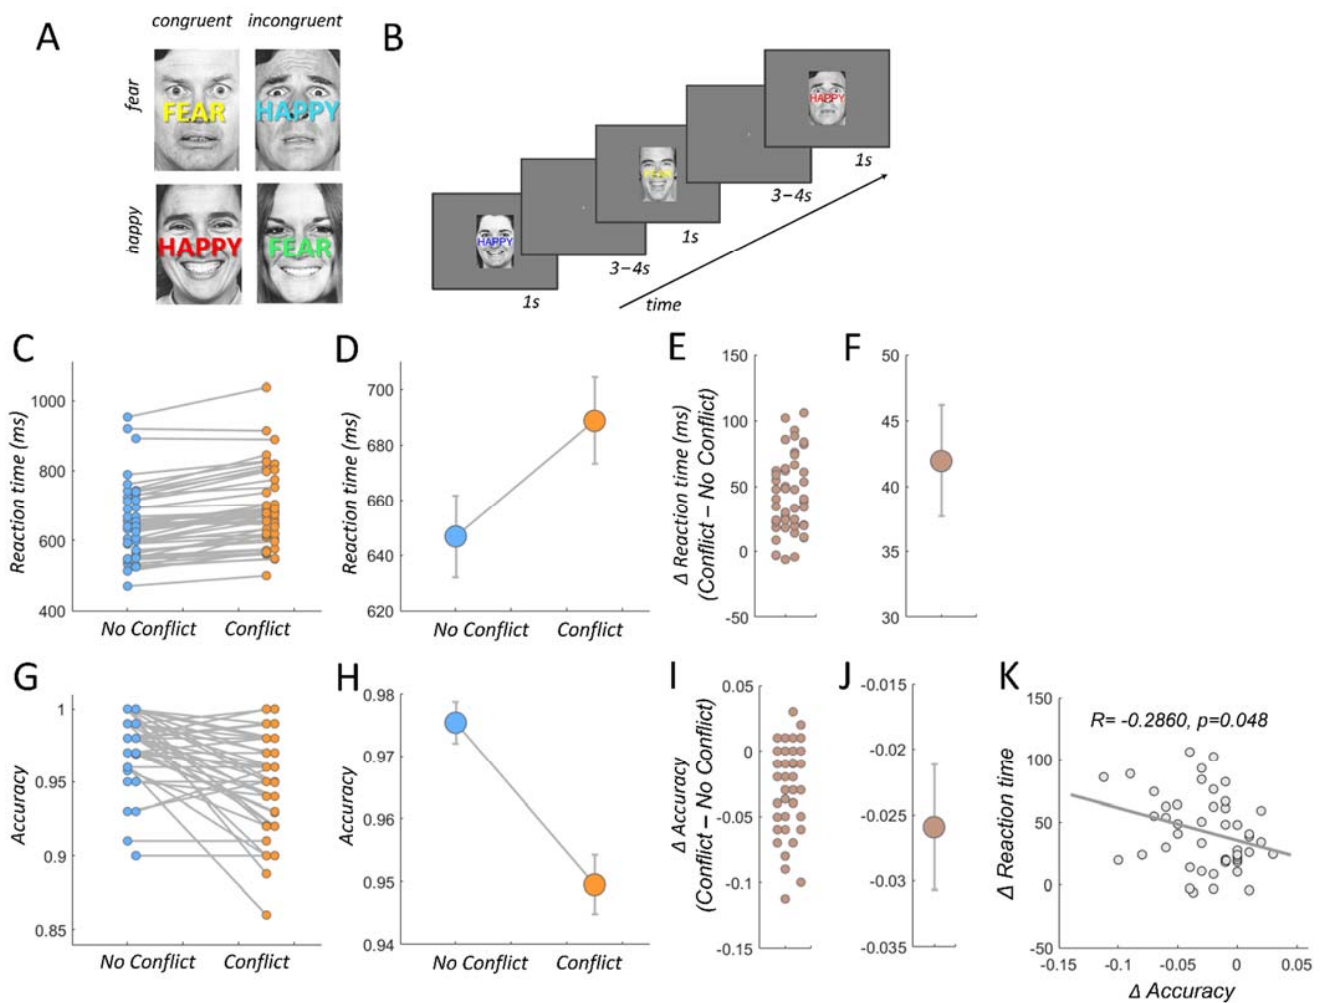 congruent incongruent
A
B
fear
FEAR HAPPY
happy
HAPPY FEAR
HAPPY
1s
3–4s
FEAR
1s
3–4s
HAPPY
1s
time
C
Reaction time (ms)
1000
800
600
400
No Conflict Conflict
D
Reaction time (ms)
700
680
660
640
620
No Conflict Conflict
E
Δ Reaction time (ms)
(Conflict – No Conflict)
150
100
50
0
-50
F
50
45
40
35
30
G
Accuracy
1
0.95
0.9
0.85
No Conflict Conflict
H
Accuracy
0.98
0.97
0.96
0.95
0.94
No Conflict Conflict
I
Δ Accuracy
(Conflict – No Conflict)
0.05
0
-0.05
-0.1
-0.15
J
-0.015
-0.02
-0.025
-0.03
-0.035
K
R= -0.2860, p=0.048
Δ Reaction time
150
100
50
0
-50
-0.15 -0.1 -0.05 0 0.05
Δ Accuracy